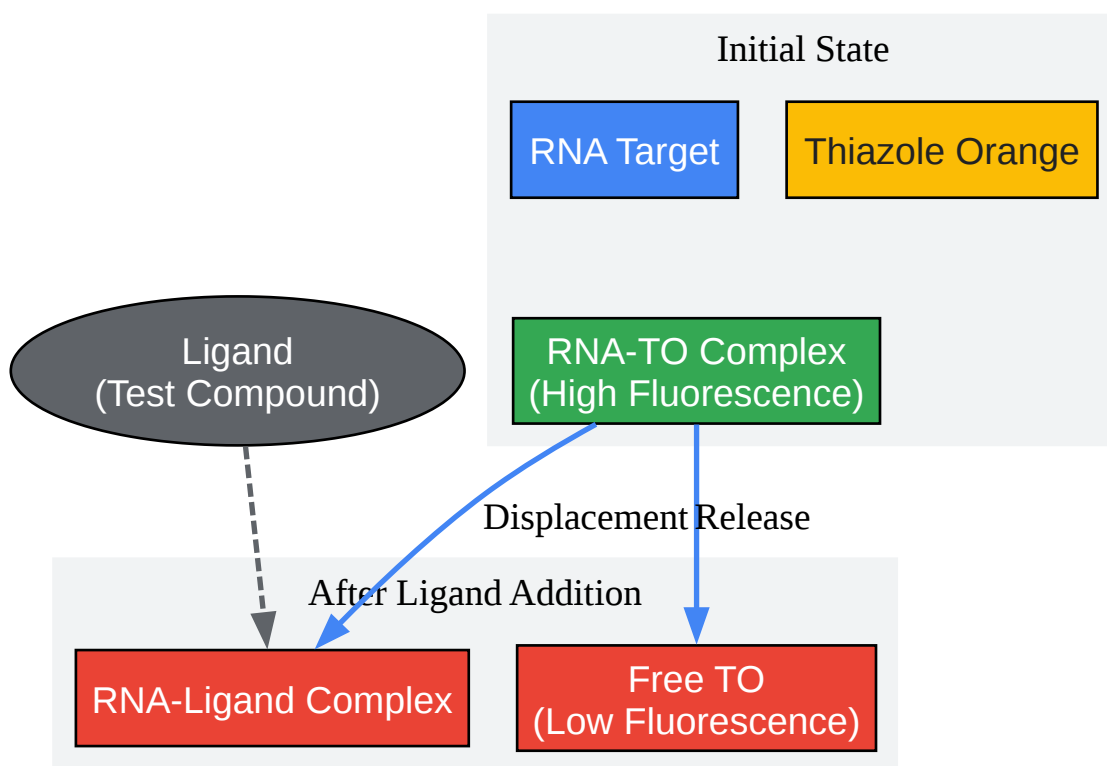 Initial State
RNA Target
Thiazole Orange
Ligand
(Test Compound)
RNA-TO Complex
(High Fluorescence)
Displacement
Release
After Ligand Addition
RNA-Ligand Complex
Free TO
(Low Fluorescence)